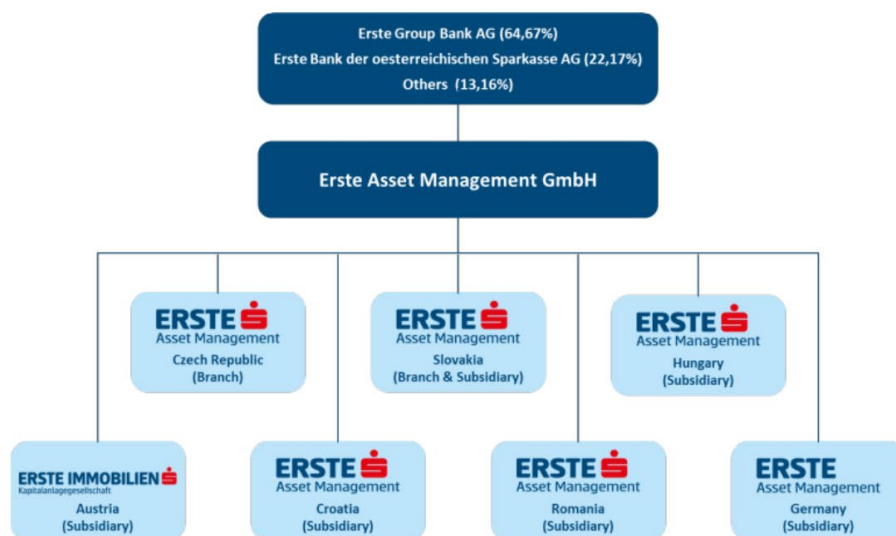 Erste Group Bank AG (64,67%)
Erste Bank der oesterreichischen Sparkasse AG (22,17%)
Others (13,16%)
Erste Asset Management GmbH
ERSTE
Asset Management
Czech Republic
(Branch)
ERSTE
Asset Management
Slovakia
(Branch & Subsidiary)
ERSTE
Asset Management
Hungary
(Subsidiary)
ERSTE IMMOBILIEN
Kapitalanlagegesellschaft
Austria
(Subsidiary)
ERSTE
Asset Management
Croatia
(Subsidiary)
ERSTE
Asset Management
Romania
(Subsidiary)
ERSTE
Asset Management
Germany
(Subsidiary)